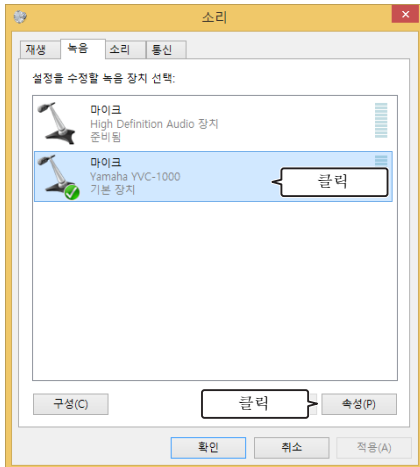 소리
재생 녹음 소리 통신
설정을 수정할 녹음 장치 선택:
마이크
High Definition Audio 장치
준비됨
마이크
Yamaha YVC-1000
기본 장치
클릭
구성(C) 클릭 속성(P)
확인 취소 적용(A)